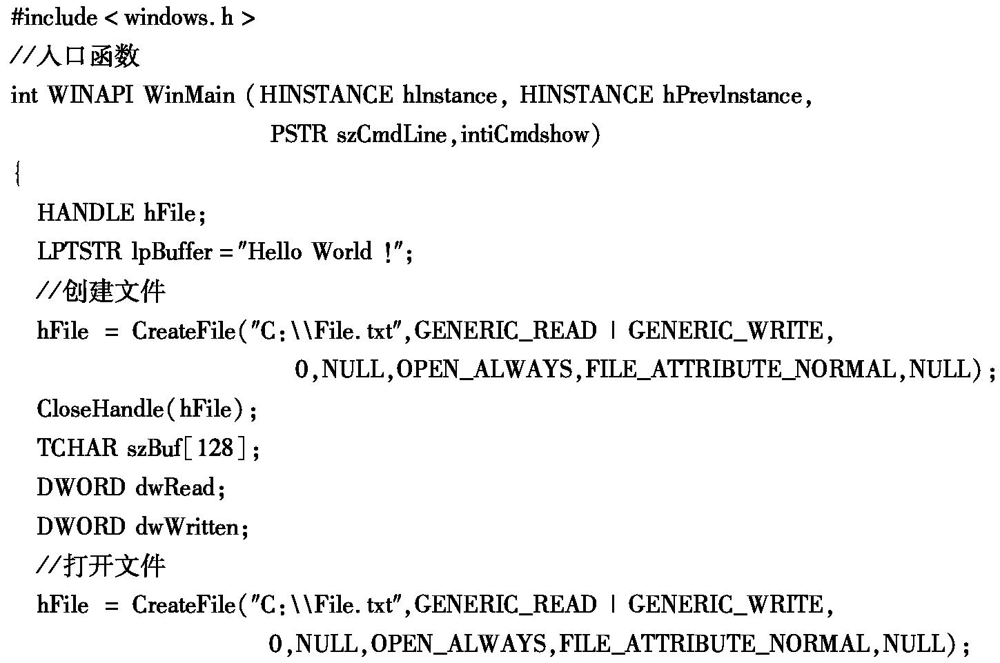 #include < windows. h >
//入口函数
int WINAPI WinMain (HINSTANCE hlnstance, HINSTANCE hPrevlnstance,
PSTR szCmdLine,intiCmdshow)
{
HANDLE hFile;
LPTSTR lpBuffer ="Hello World !";
//创建文件
hFile = CreateFile("C:\\File. txt",GENERIC_READ | GENERIC_WRITE,
0,NULL,OPEN_ALWAYS,FILE_ATTRIBUTE_NORMAL,NULL);
CloseHandle(hFile);
TCHAR szBuf[128];
DWORD dwRead;
DWORD dwWritten;
//打开文件
hFile = CreateFile("C:\\File. txt",GENERIC_READ | GENERIC_WRITE,
0,NULL,OPEN_ALWAYS,FILE_ATTRIBUTE_NORMAL,NULL);